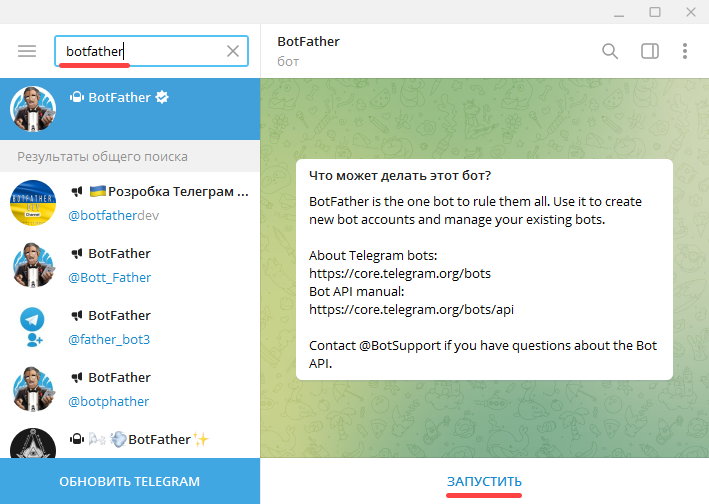 botfather
BotFather
Результаты общего поиска
BOTFATHER
DEV
Channel
🇺🇦Розробка Телеграм ...
@botfatherdev
BotFather
@Bott_Father
BotFather
@father_bot3
BotFather
@botphather
🌬💨BotFather✨
ОБНОВИТЬ TELEGRAM
BotFather
бот
Что может делать этот бот?
BotFather is the one bot to rule them all. Use it to create
new bot accounts and manage your existing bots.
About Telegram bots:
https://core.telegram.org/bots
Bot API manual:
https://core.telegram.org/bots/api
Contact @BotSupport if you have questions about the Bot
API.
ЗАПУСТИТЬ